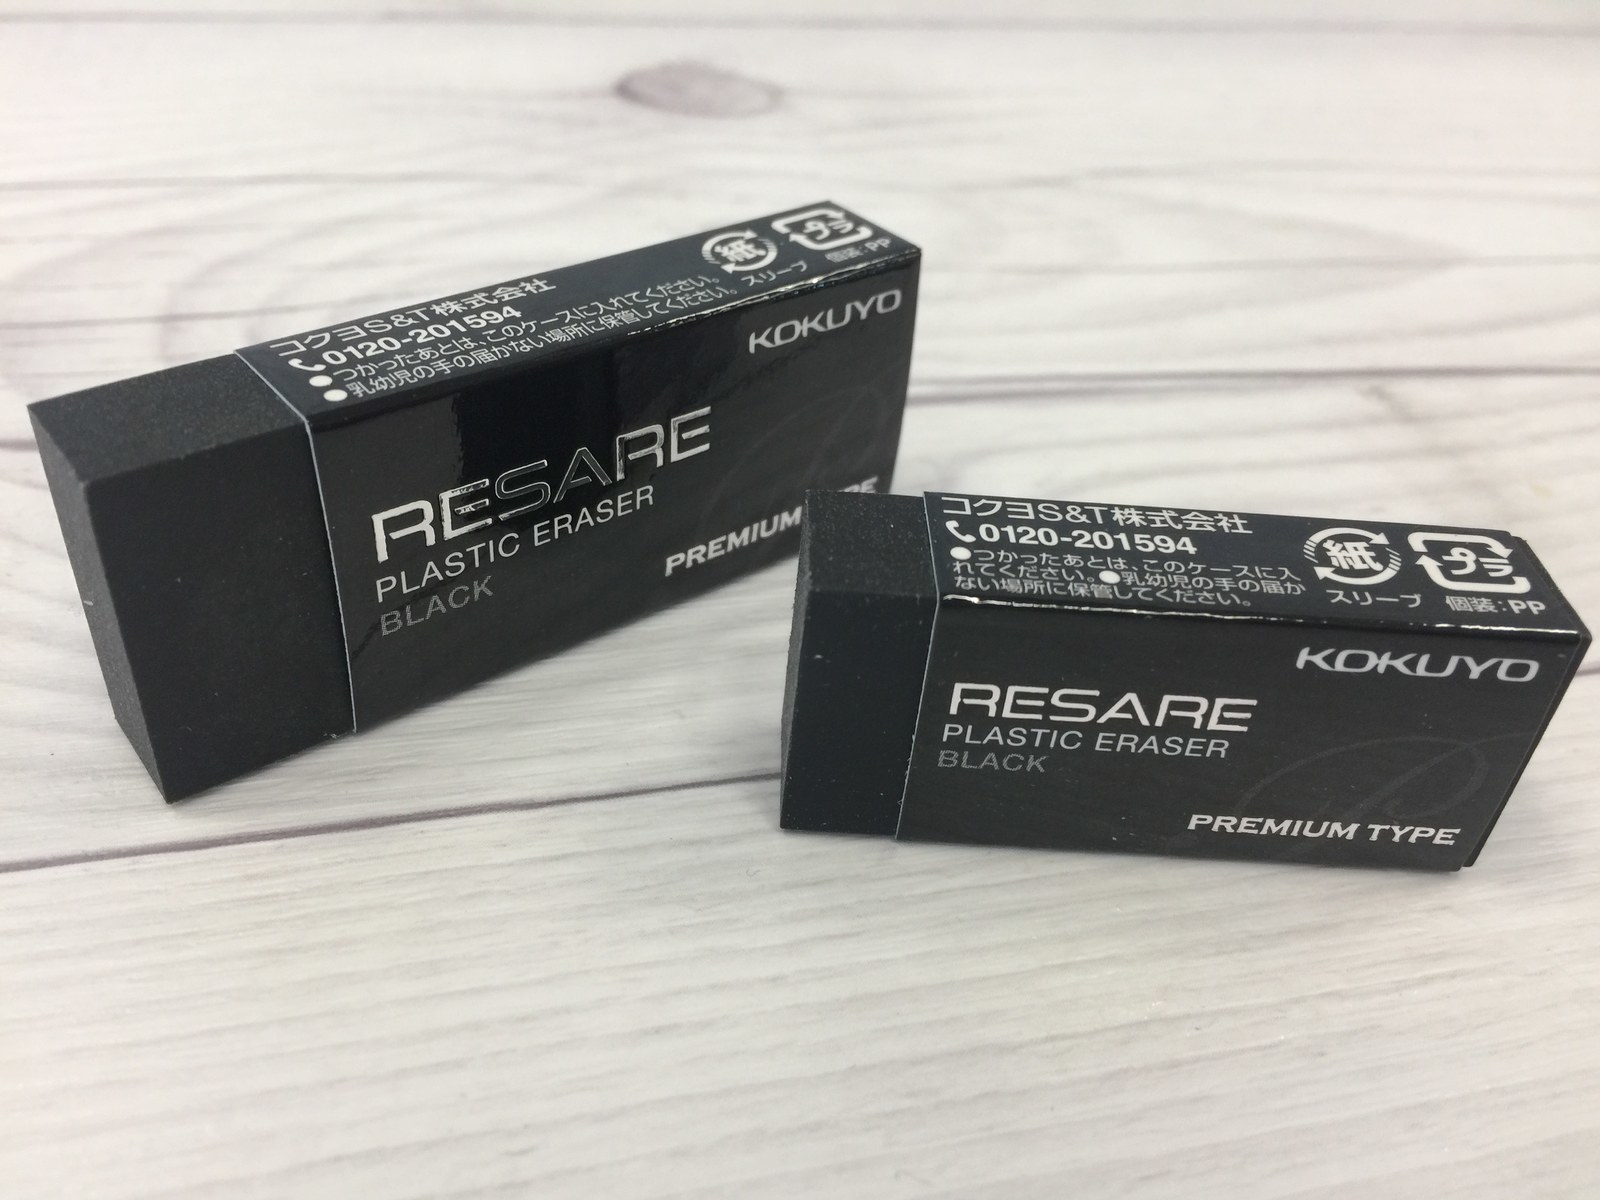 コクヨS&T株式会社
0120-201594
●つかったあとは、このケースに入れてください。
●乳幼児の手の届かない場所に保管してください。
紙
スリーブ
プラ
個装:PP
KOKUYO
RESARE
PLASTIC ERASER
BLACK
PREMIUM
コクヨS&T株式会社
0120-201594
●つかったあとは、このケースに入
れてください。●乳幼児の手の届か
ない場所に保管してください。
紙
スリーブ
プラ
個装:PP
KOKUYO
RESARE
PLASTIC ERASER
BLACK
PREMIUM TYPE